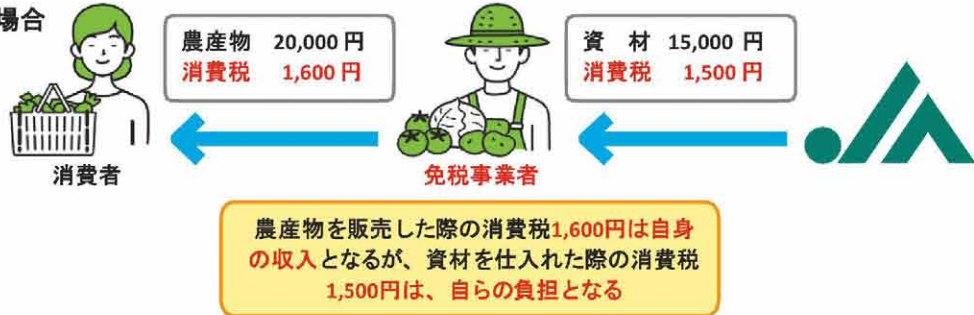 場合
農産物 20,000 円
消費税 1,600 円
資 材 15,000 円
消費税 1,500 円
消費者
免税事業者
JA
農産物を販売した際の消費税1,600円は自身
の収入となるが、資材を仕入れた際の消費税
1,500円は、自らの負担となる